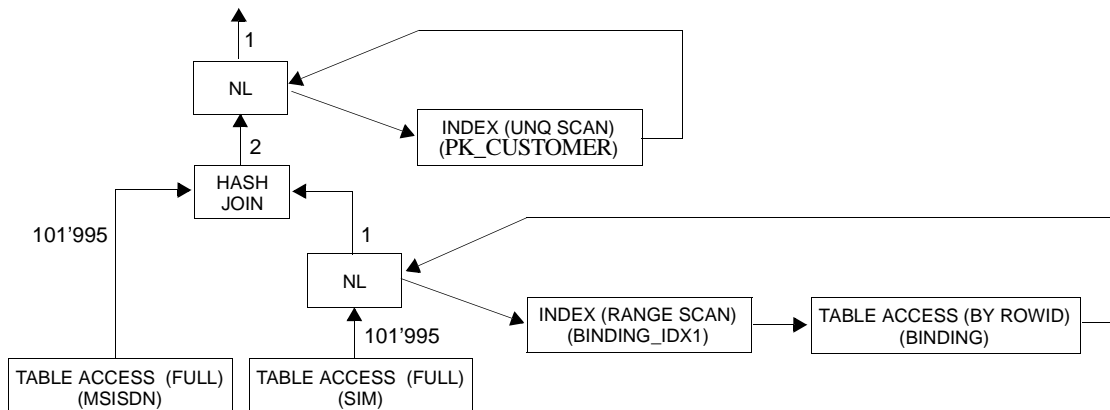 1
NL
INDEX (UNQ SCAN)
(PK_CUSTOMER)
2
HASH
JOIN
101’995
1
NL
INDEX (RANGE SCAN)
(BINDING_IDX1)
TABLE ACCESS (BY ROWID)
(BINDING)
101’995
TABLE ACCESS (FULL)
(MSISDN)
TABLE ACCESS (FULL)
(SIM)